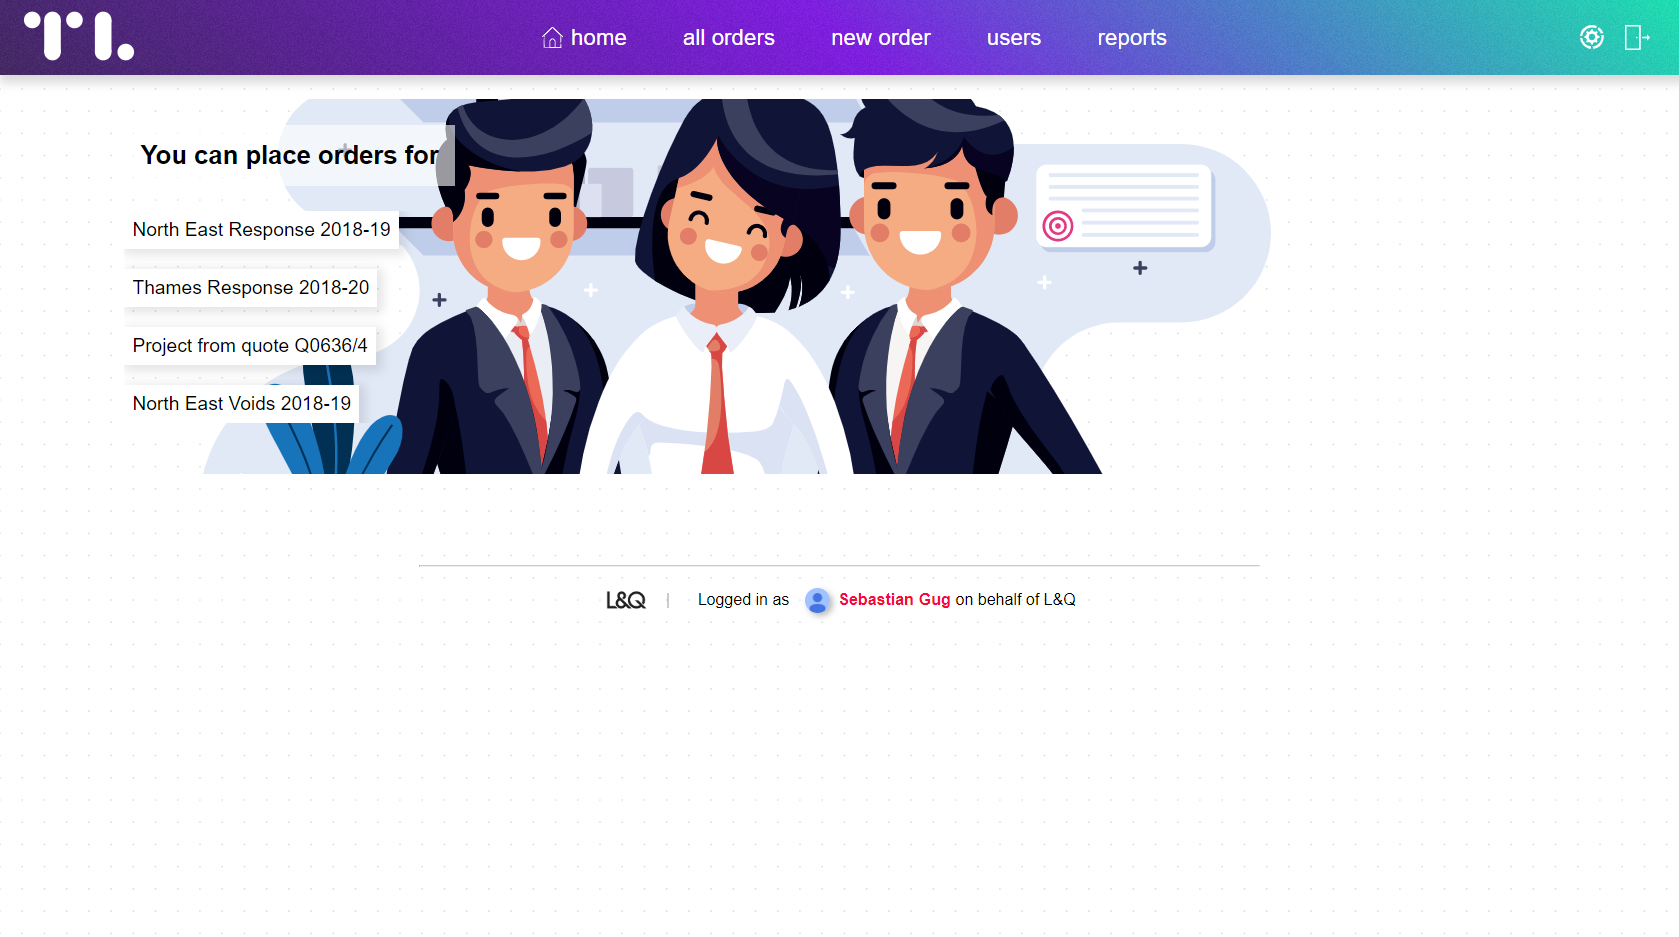 TL.
home
all orders
new order
users
reports
You can place orders for
North East Response 2018-19
Thames Response 2018-20
Project from quote Q0636/4
North East Voids 2018-19
L&Q | Logged in as Sebastian Gug on behalf of L&Q